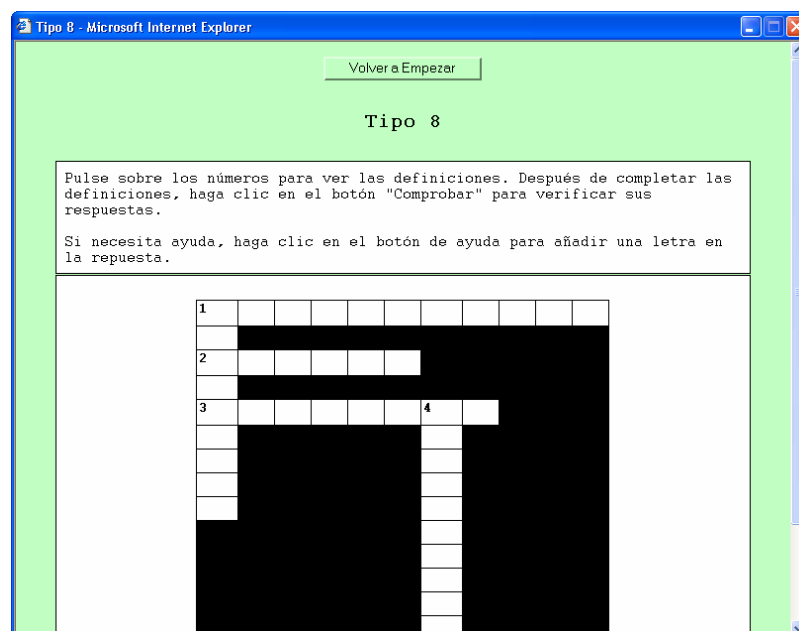 Tipo 8 - Microsoft Internet Explorer
Volver a Empezar
Tipo 8
Pulse sobre los números para ver las definiciones. Después de completar las
definiciones, haga clic en el botón "Comprobar" para verificar sus
respuestas.
Si necesita ayuda, haga clic en el botón de ayuda para añadir una letra en
la repuesta.
1
2
3 4